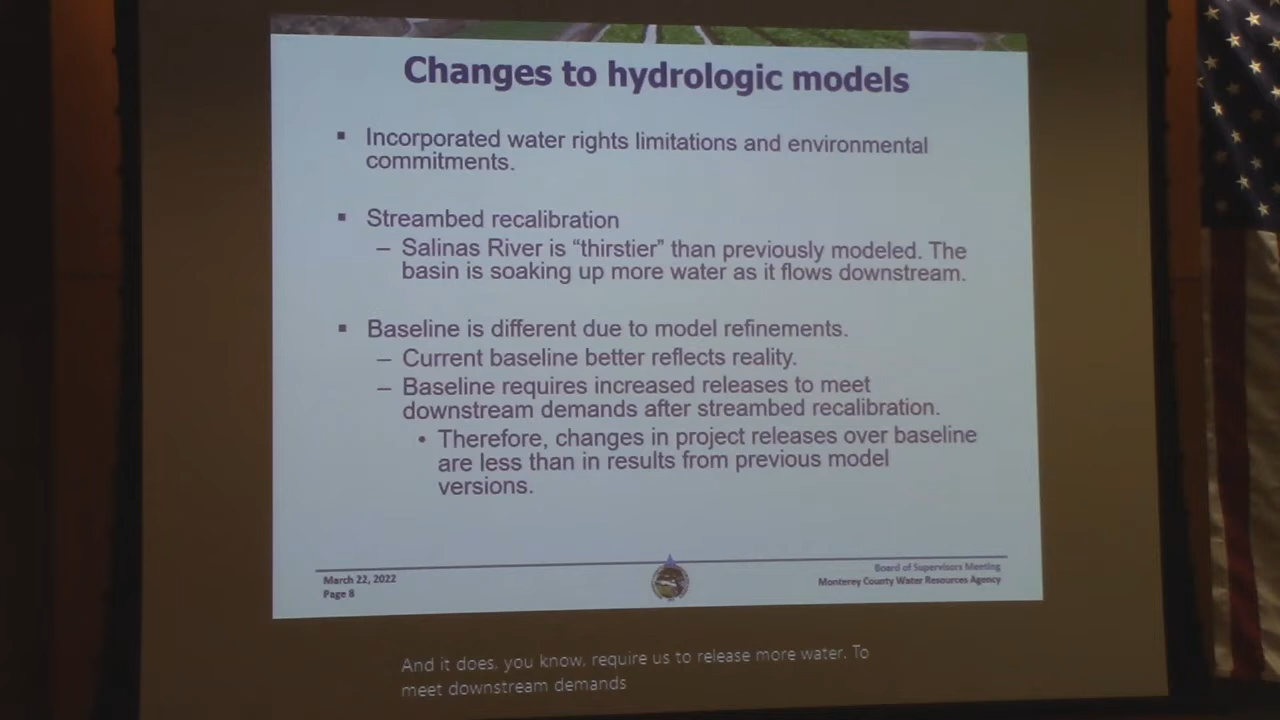 Changes to hydrologic models
▪ Incorporated water rights limitations and environmental
commitments.
▪ Streambed recalibration
– Salinas River is “thirstier” than previously modeled. The
basin is soaking up more water as it flows downstream.
▪ Baseline is different due to model refinements.
– Current baseline better reflects reality.
– Baseline requires increased releases to meet
downstream demands after streambed recalibration.
• Therefore, changes in project releases over baseline
are less than in results from previous model
versions.
March 22, 2022
Page 8
Board of Supervisors Meeting
Monterey County Water Resources Agency
And it does, you know, require us to release more water. To
meet downstream demands